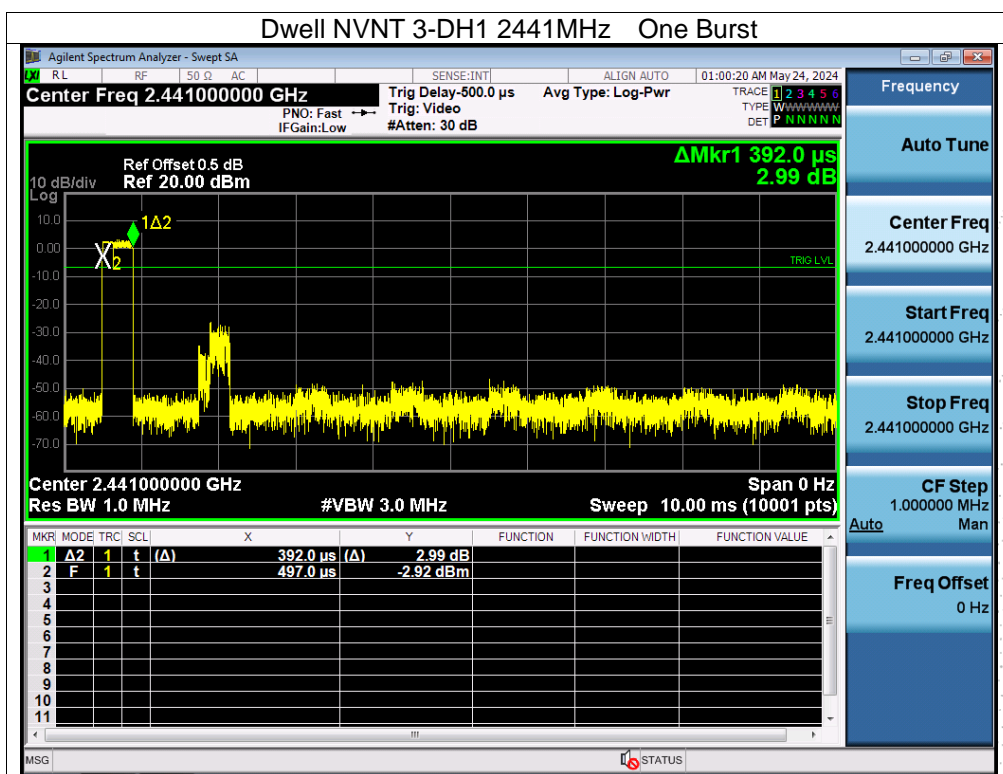 Dwell NVNT 3-DH1 2441MHz One Burst
Agilent Spectrum Analyzer - Swept SA
LXI RL RF 50 Ω AC SENSE:INT ALIGN AUTO 01:00:20 AM May 24, 2024
Center Freq 2.441000000 GHz Trig Delay-500.0 µs Avg Type: Log-Pwr TRACE 1 2 3 4 5 6
PNO: Fast Trig: Video TYPE WWWWWW
IFGain:Low #Atten: 30 dB DET P N N N N N
Frequency
Auto Tune
Center Freq
2.441000000 GHz
Start Freq
2.441000000 GHz
Stop Freq
2.441000000 GHz
CF Step
1.000000 MHz
Auto Man
Freq Offset
0 Hz
ΔMkr1 392.0 µs
2.99 dB
Ref Offset 0.5 dB
10 dB/div Ref 20.00 dBm
Log
10.0
0.00
-10.0
-20.0
-30.0
-40.0
-50.0
-60.0
-70.0
1Δ2
X2
TRIG LVL
Center 2.441000000 GHz Span 0 Hz
Res BW 1.0 MHz #VBW 3.0 MHz Sweep 10.00 ms (10001 pts)
MKR MODE TRC SCL X Y FUNCTION FUNCTION WIDTH FUNCTION VALUE
1 Δ2 1 t (Δ) 392.0 µs (Δ) 2.99 dB
2 F 1 t 497.0 µs -2.92 dBm
3
4
5
6
7
8
9
10
11
MSG STATUS